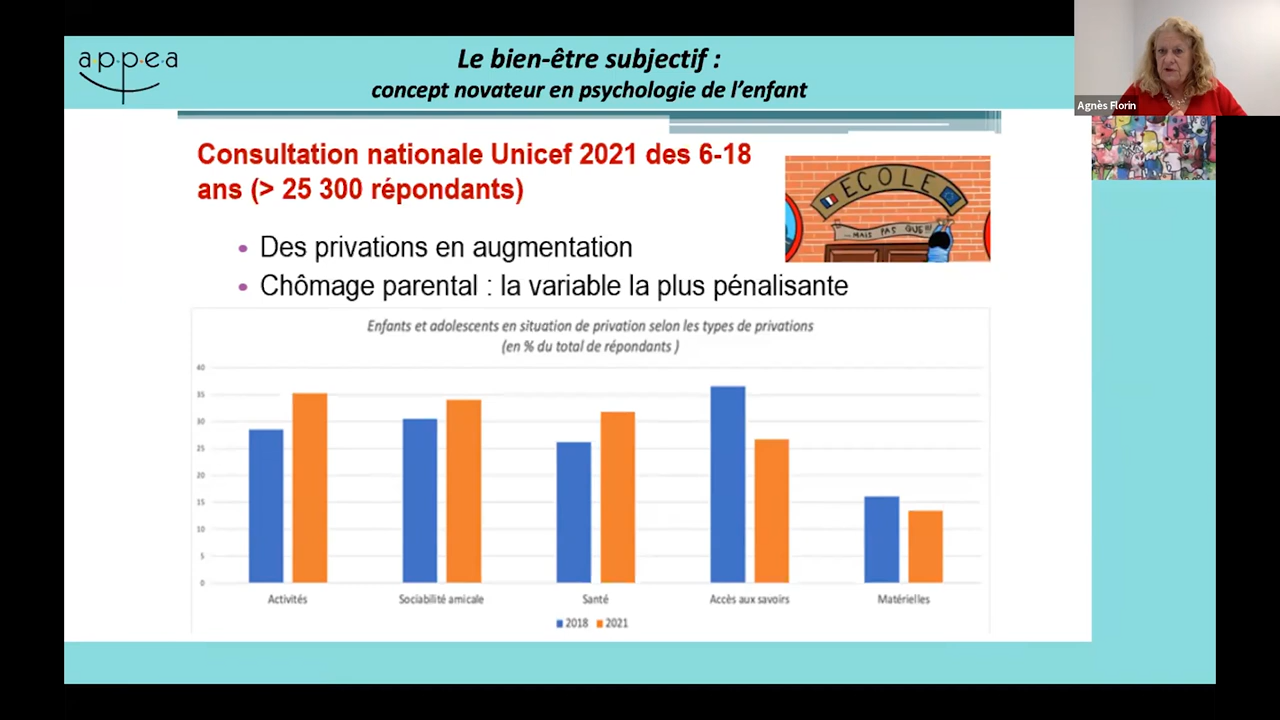 a.p.p.e.a
Le bien-être subjectif :
concept novateur en psychologie de l'enfant
Agnès Florin
Consultation nationale Unicef 2021 des 6-18
ans (> 25 300 répondants)
ECOLE
...MAIS PAS QUE!!!
• Des privations en augmentation
• Chômage parental : la variable la plus pénalisante
Enfants et adolescents en situation de privation selon les types de privations
(en % du total de répondants )
40
35
30
25
20
15
10
5
0
Activités Sociabilité amicale Santé Accès aux savoirs Matérielles
2018 2021